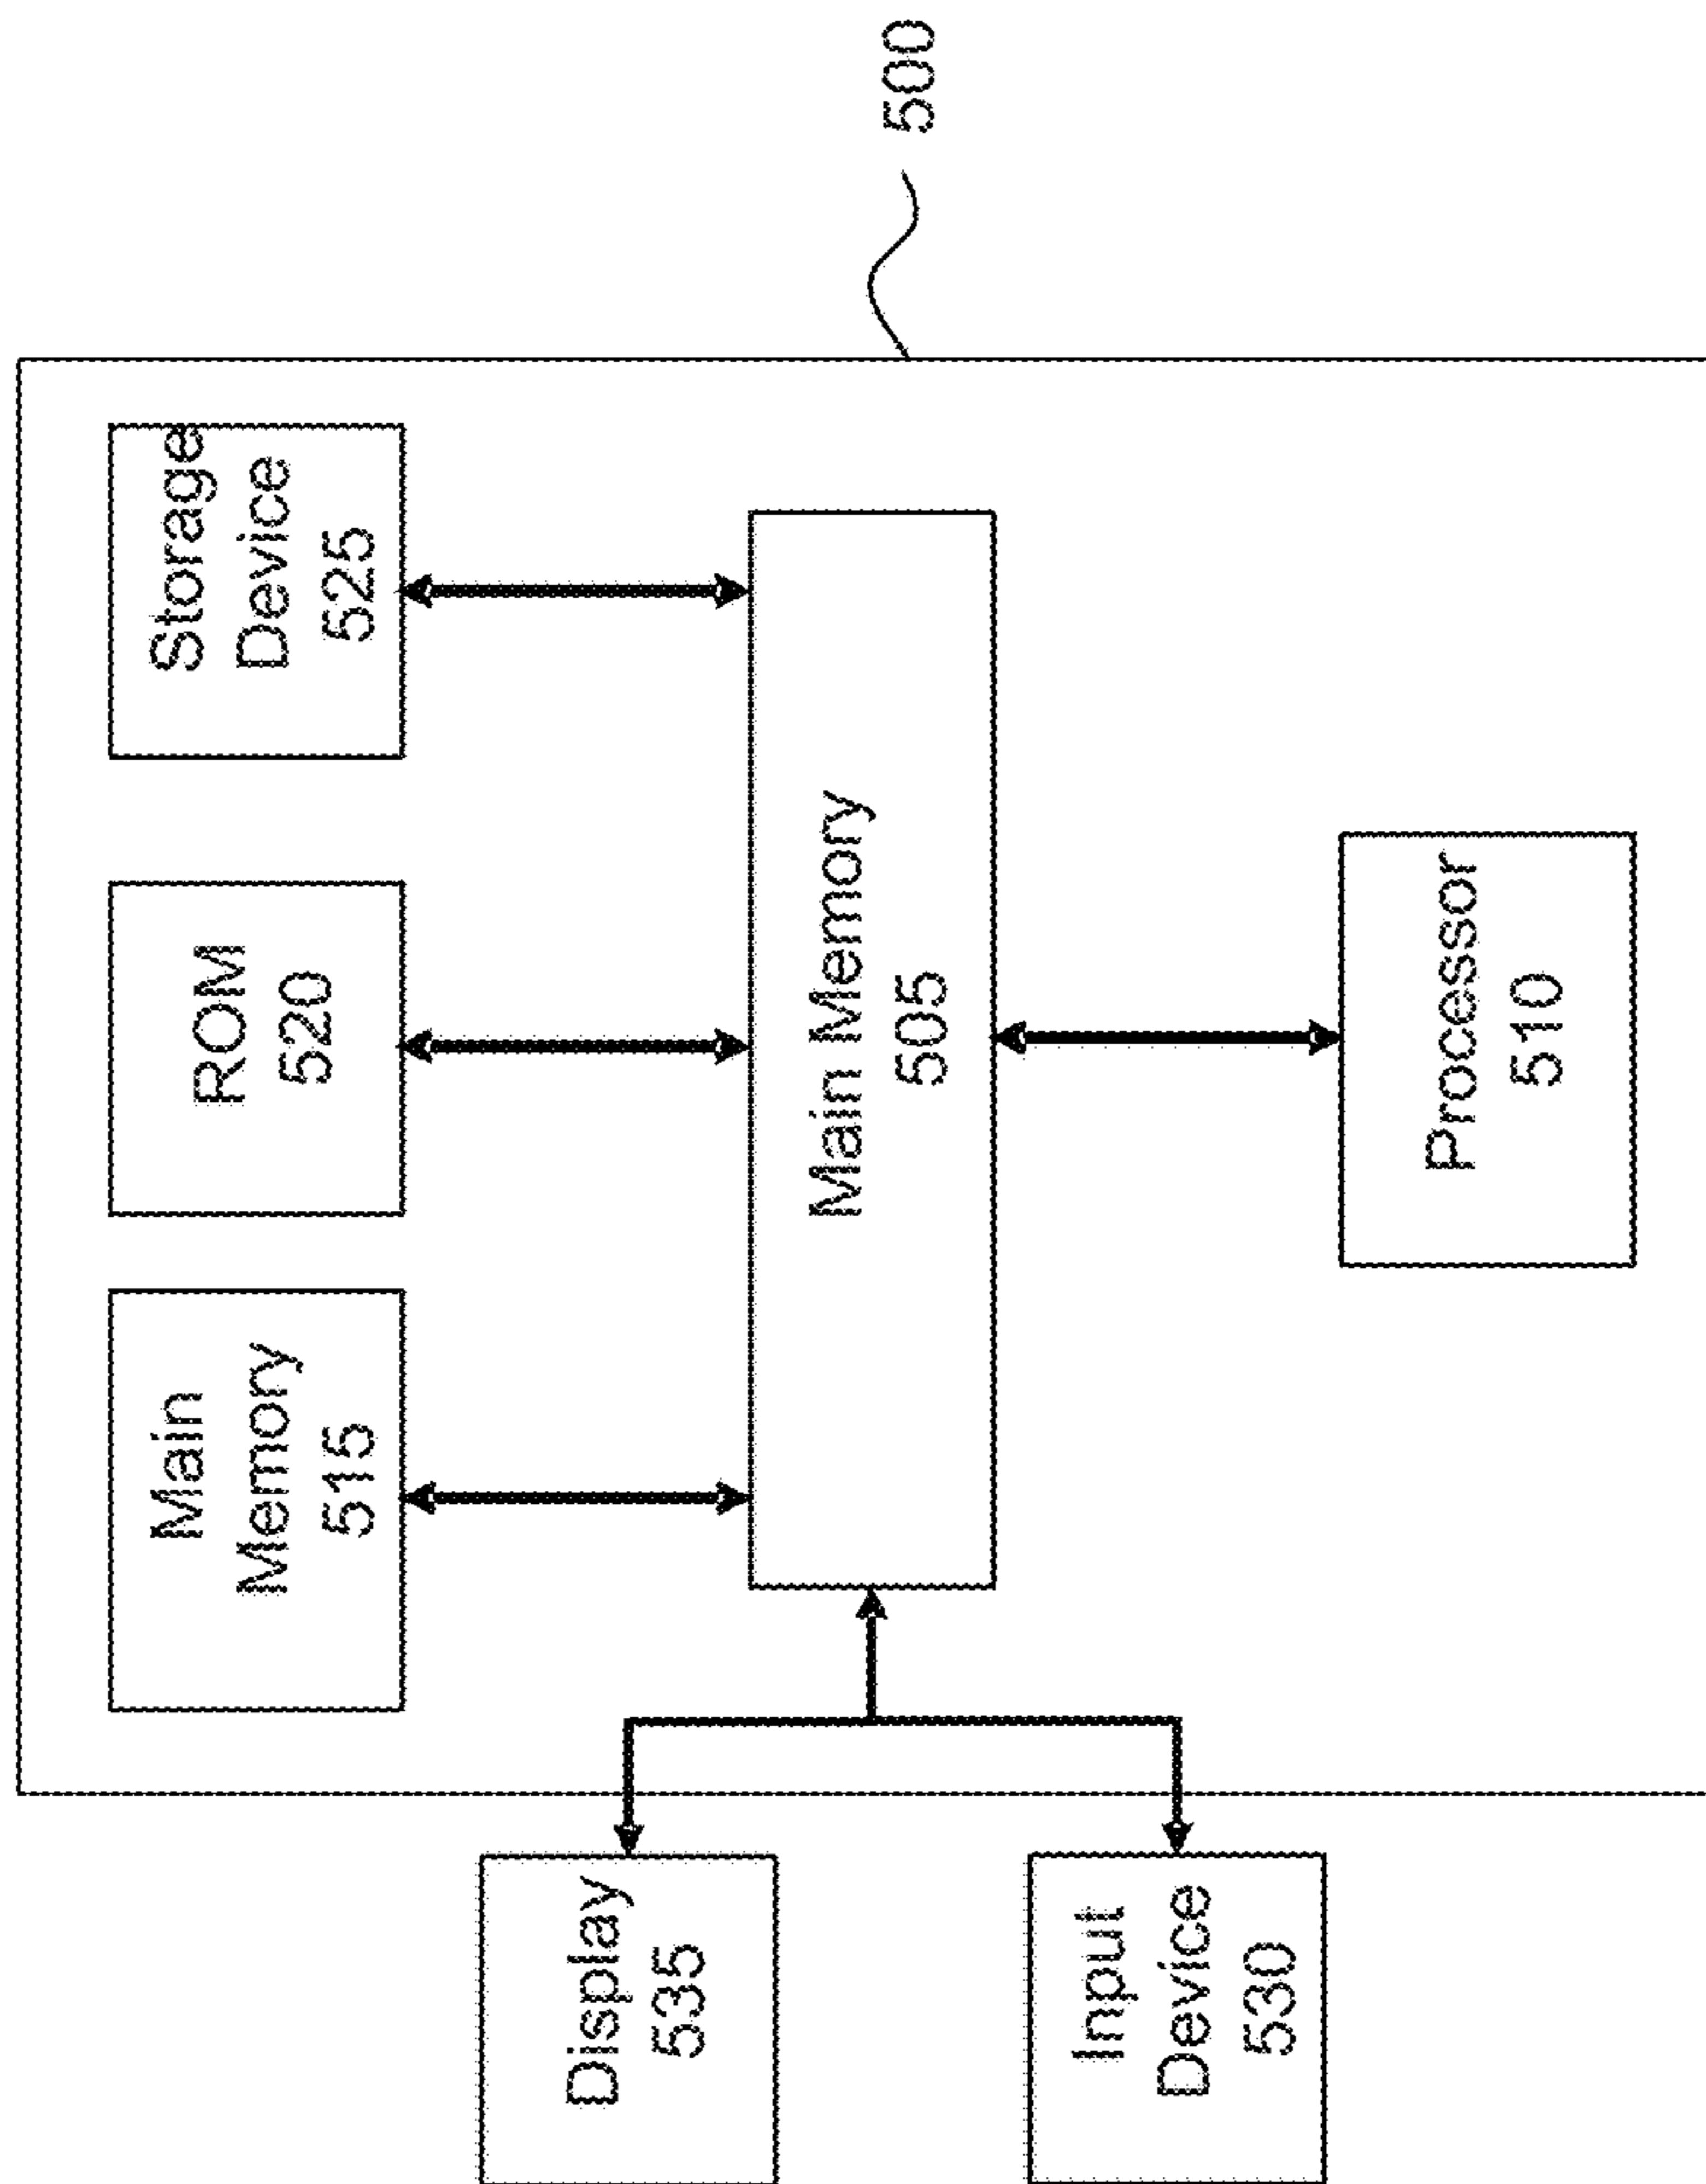 Main
Memory
515
ROM
520
Storage
Device
525
Display
535
Main Memory
505
500
Input
Device
530
Processor
510